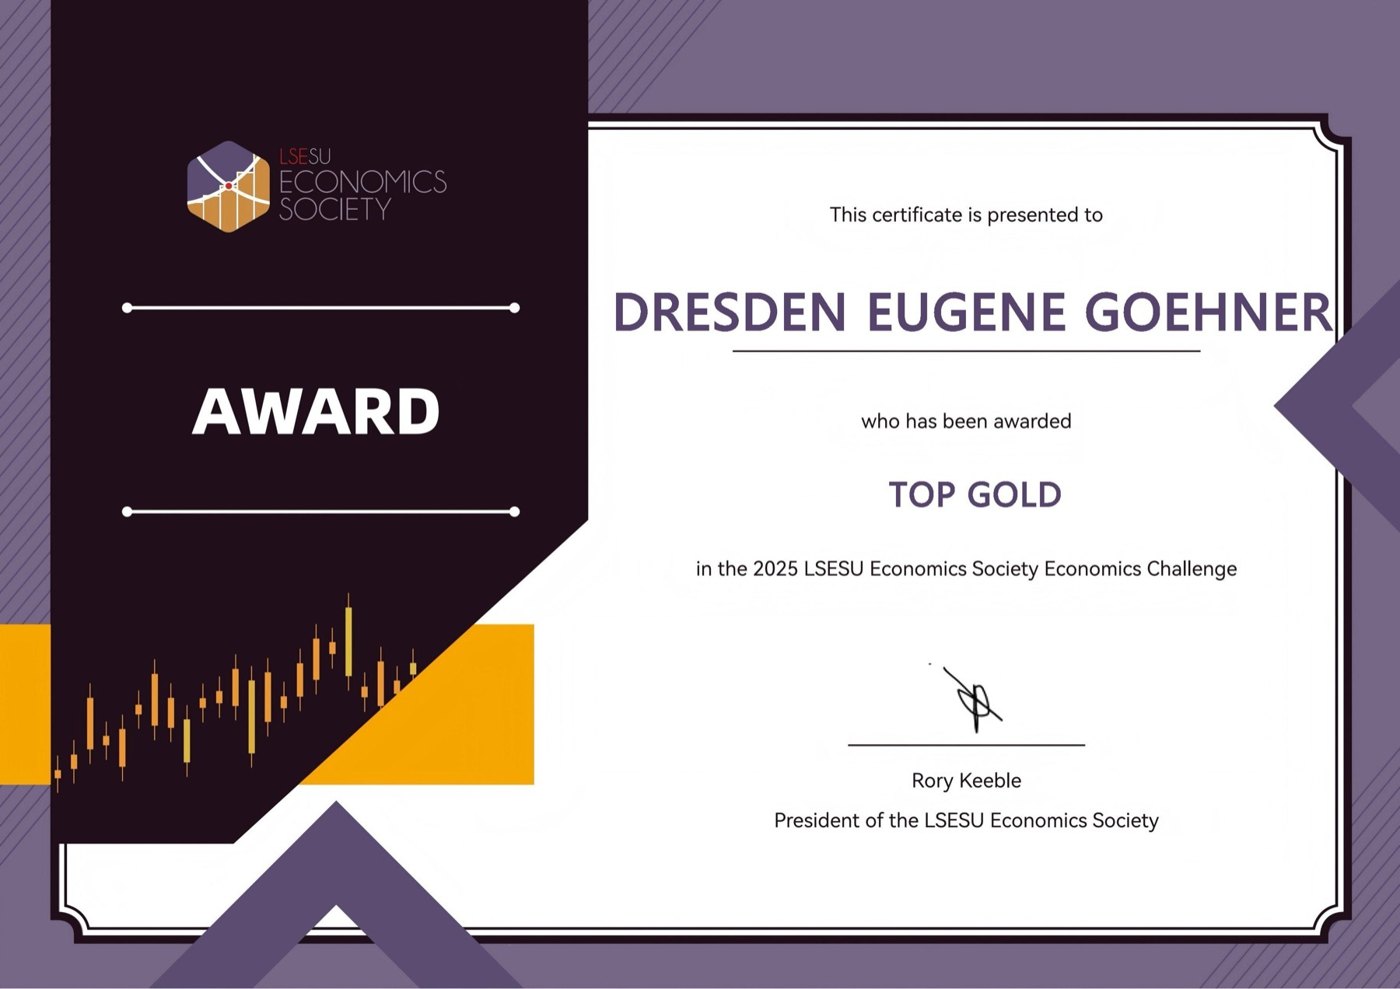 LSESU
ECONOMICS
SOCIETY
AWARD
This certificate is presented to
DRESDEN EUGENE GOEHNER
who has been awarded
TOP GOLD
in the 2025 LSESU Economics Society Economics Challenge
Rory Keeble
President of the LSESU Economics Society